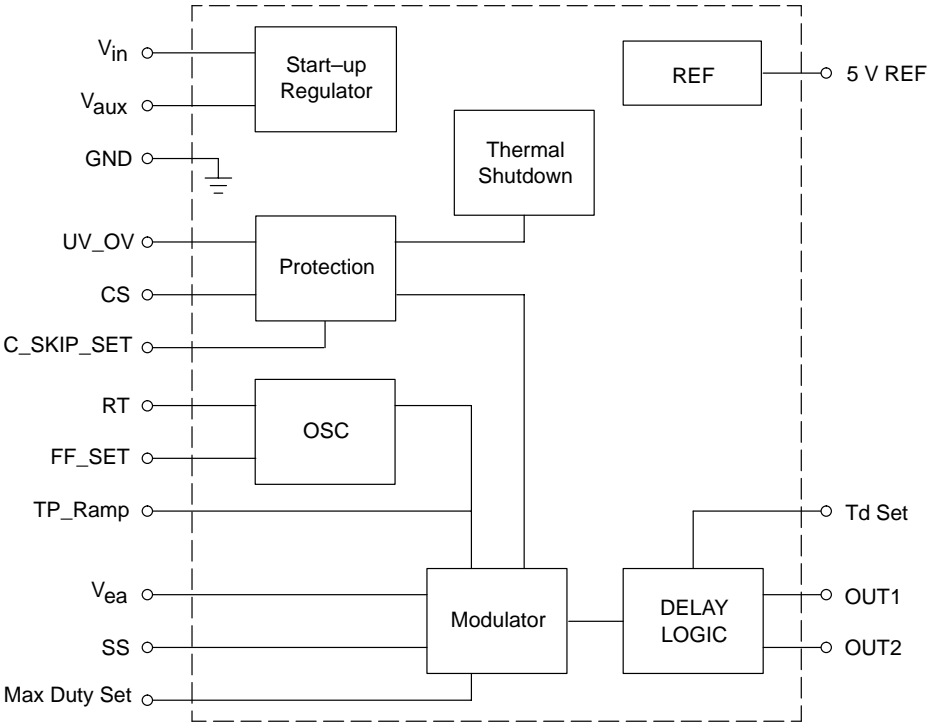 Vin
Start–up
Regulator
REF
5 V REF
Vaux
Thermal
Shutdown
GND
UV_OV
Protection
CS
C_SKIP_SET
RT
OSC
FF_SET
TP_Ramp
Td Set
Vea
Modulator
DELAY
LOGIC
OUT1
SS
OUT2
Max Duty Set